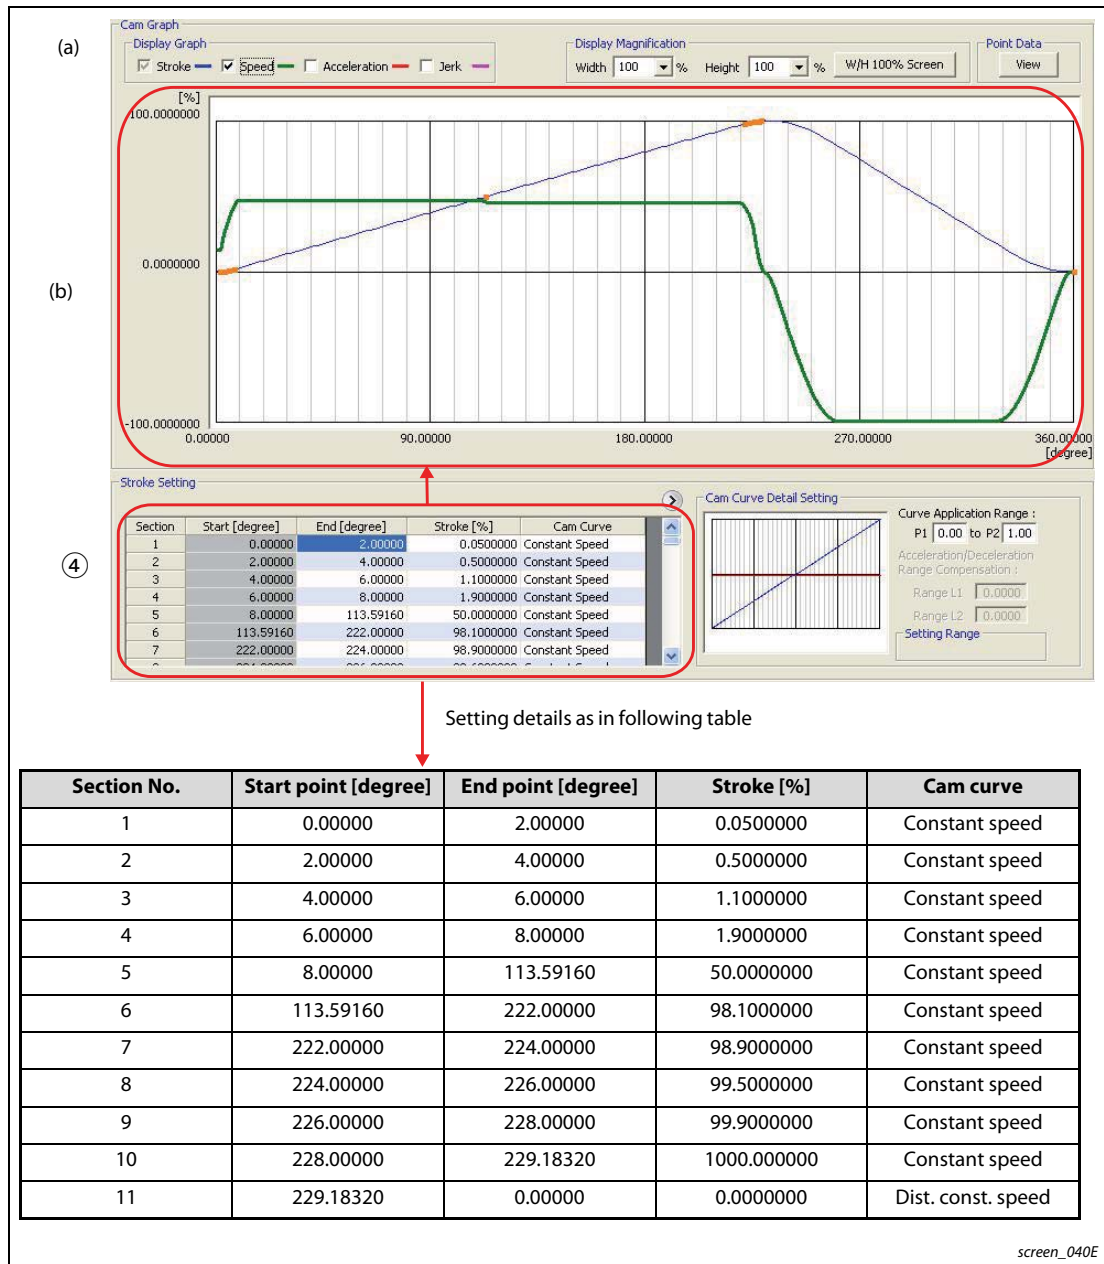 Cam Graph
(a)
Display Graph
Stroke Speed Acceleration Jerk
Display Magnification
Width 100 % Height 100 % W/H 100% Screen
Point Data
View
[%]
100.0000000
0.0000000
(b)
-100.0000000
0.00000 90.00000 180.00000 270.00000 360.00000
[degree]
Stroke Setting
④
Section Start [degree] End [degree] Stroke [%] Cam Curve
1 0.00000 2.00000 0.0500000 Constant Speed
2 2.00000 4.00000 0.5000000 Constant Speed
3 4.00000 6.00000 1.1000000 Constant Speed
4 6.00000 8.00000 1.9000000 Constant Speed
5 8.00000 113.59160 50.0000000 Constant Speed
6 113.59160 222.00000 98.1000000 Constant Speed
7 222.00000 224.00000 98.9000000 Constant Speed
Cam Curve Detail Setting
Curve Application Range :
P1 0.00 to P2 1.00
Acceleration/Deceleration
Range Compensation :
Range L1 0.0000
Range L2 0.0000
Setting Range
Setting details as in following table
Section No. Start point [degree] End point [degree] Stroke [%] Cam curve
1 0.00000 2.00000 0.0500000 Constant speed
2 2.00000 4.00000 0.5000000 Constant speed
3 4.00000 6.00000 1.1000000 Constant speed
4 6.00000 8.00000 1.9000000 Constant speed
5 8.00000 113.59160 50.0000000 Constant speed
6 113.59160 222.00000 98.1000000 Constant speed
7 222.00000 224.00000 98.9000000 Constant speed
8 224.00000 226.00000 99.5000000 Constant speed
9 226.00000 228.00000 99.9000000 Constant speed
10 228.00000 229.18320 1000.000000 Constant speed
11 229.18320 0.00000 0.0000000 Dist. const. speed
screen_040E